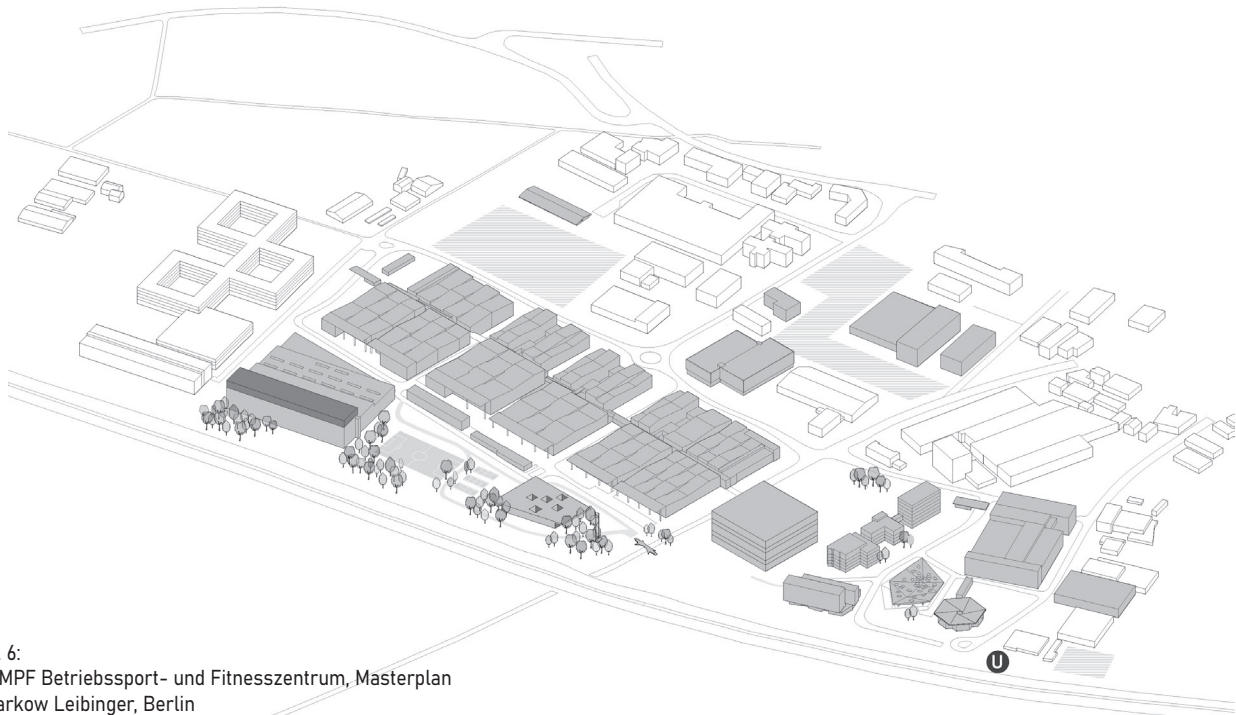 U
6:
MPF Betriebssport- und Fitnesszentrum, Masterplan
arkow Leibinger, Berlin